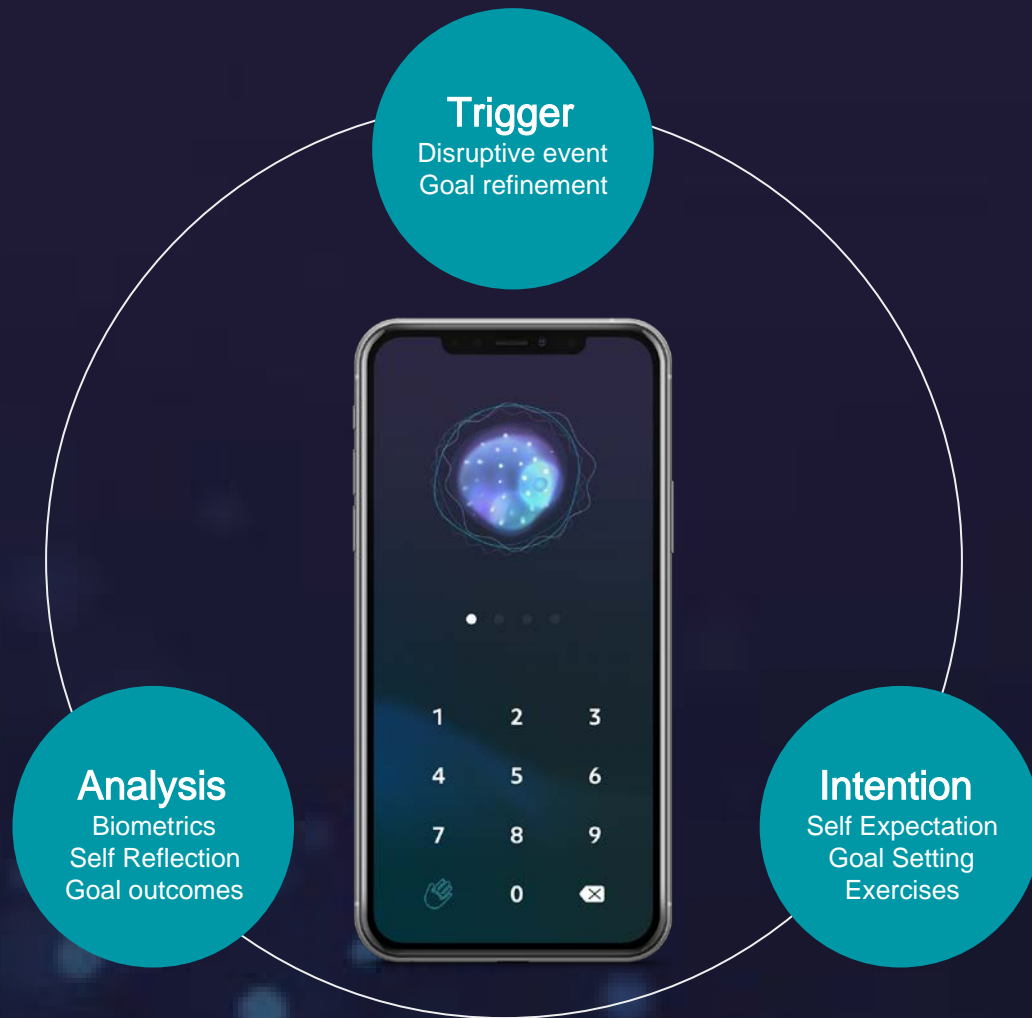 Trigger
Disruptive event
Goal refinement
1 2 3
4 5 6
7 8 9
0
Analysis
Biometrics
Self Reflection
Goal outcomes
Intention
Self Expectation
Goal Setting
Exercises